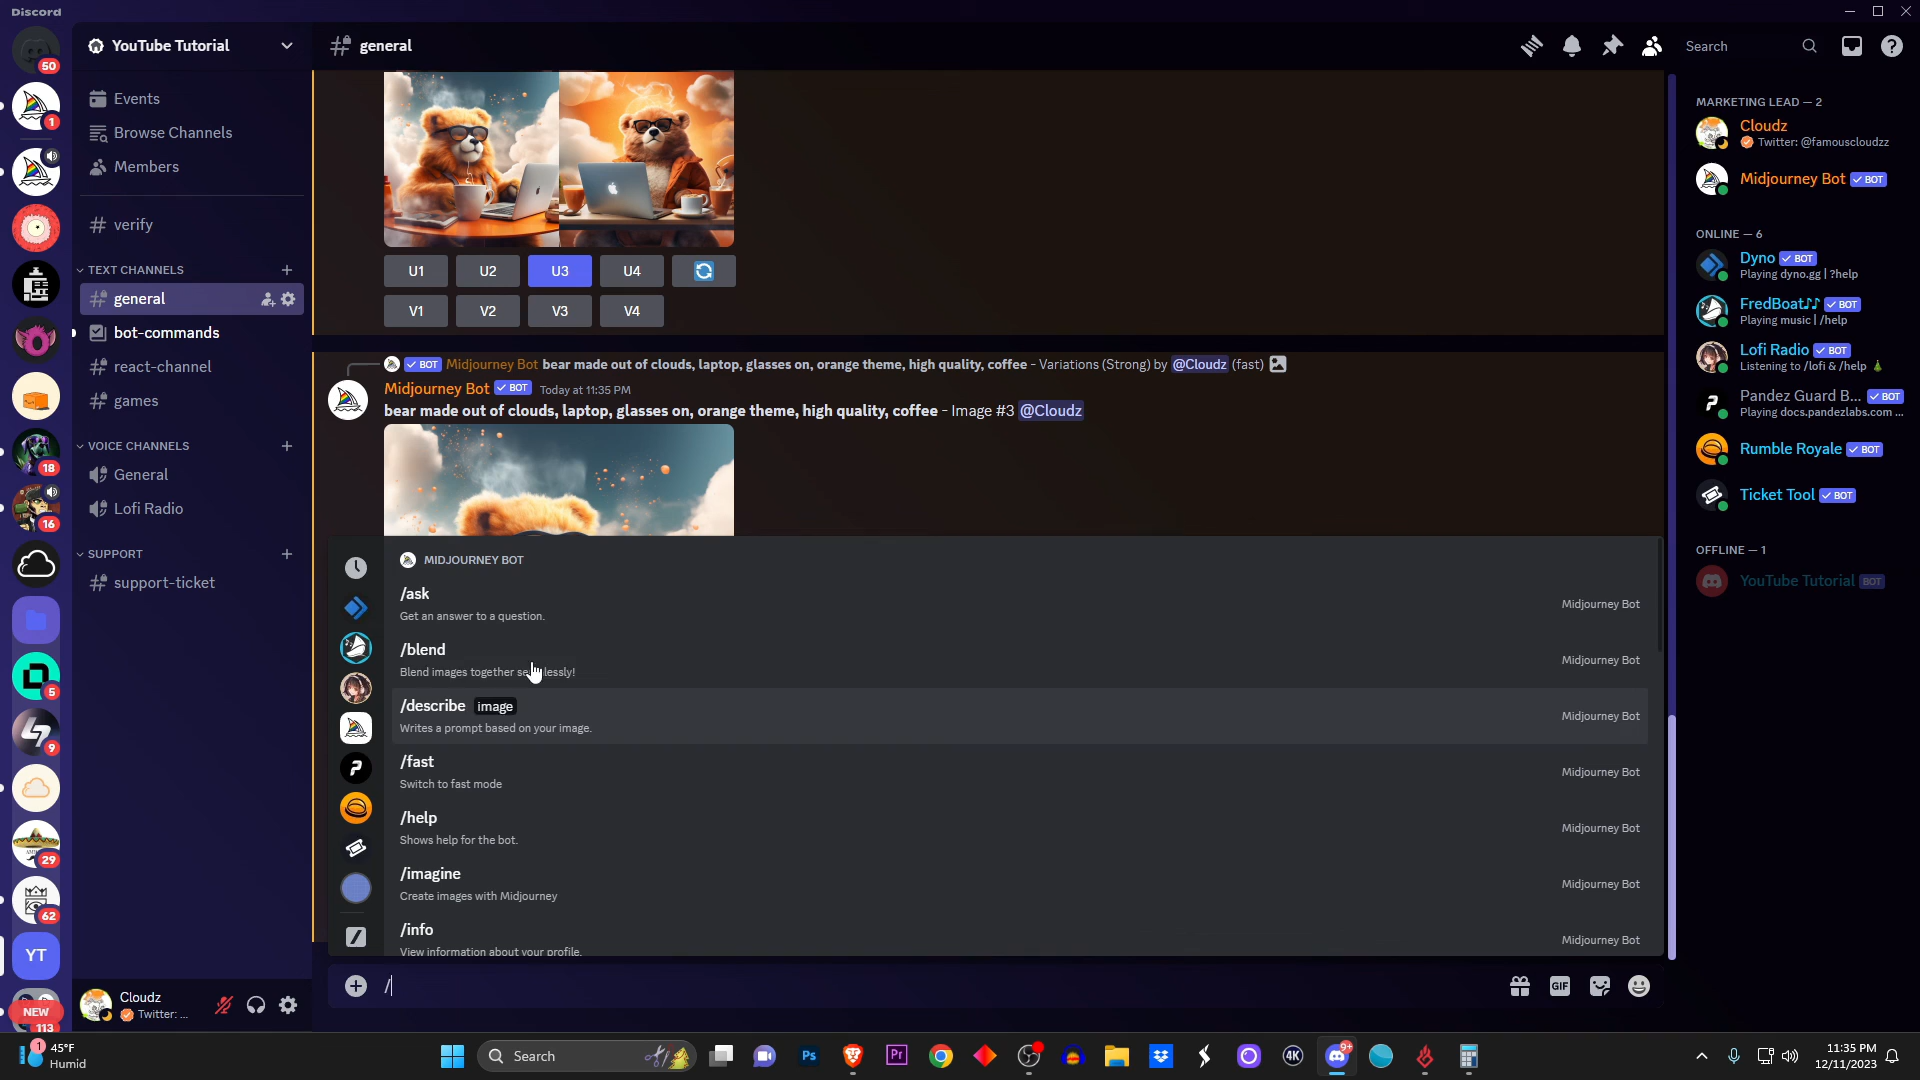 Discord
50
1
18
16
5
9
29
62
YT
NEW
113
YouTube Tutorial
Events
Browse Channels
Members
verify
TEXT CHANNELS
general
bot-commands
react-channel
games
VOICE CHANNELS
General
Lofi Radio
SUPPORT
support-ticket
Cloudz
Twitter: ...
general
Search
U1 U2 U3 U4
V1 V2 V3 V4
BOT Midjourney Bot bear made out of clouds, laptop, glasses on, orange theme, high quality, coffee - Variations (Strong) by @Cloudz (fast)
Midjourney Bot BOT Today at 11:35 PM
bear made out of clouds, laptop, glasses on, orange theme, high quality, coffee - Image #3 @Cloudz
MIDJOURNEY BOT
/ask
Get an answer to a question.
Midjourney Bot
/blend
Blend images together
Midjourney Bot
/describe image
Writes a prompt based on your image.
Midjourney Bot
/fast
Switch to fast mode
Midjourney Bot
/help
Shows help for the bot.
Midjourney Bot
/imagine
Create images with Midjourney
Midjourney Bot
/info
View information about your profile.
Midjourney Bot
/
GIF
MARKETING LEAD — 2
Cloudz
Twitter: @famouscloudzz
Midjourney Bot BOT
ONLINE — 6
Dyno BOT
Playing dyno.gg | ?help
FredBoat♪♪ BOT
Playing music | /help
Lofi Radio BOT
Listening to /lofi & /help
Pandez Guard B... BOT
Playing docs.pandezlabs.com ...
Rumble Royale BOT
Ticket Tool BOT
OFFLINE — 1
YouTube Tutorial BOT
1
45°F
Humid
Search
Ps
Pr
4K
9+
11:35 PM
12/11/2023